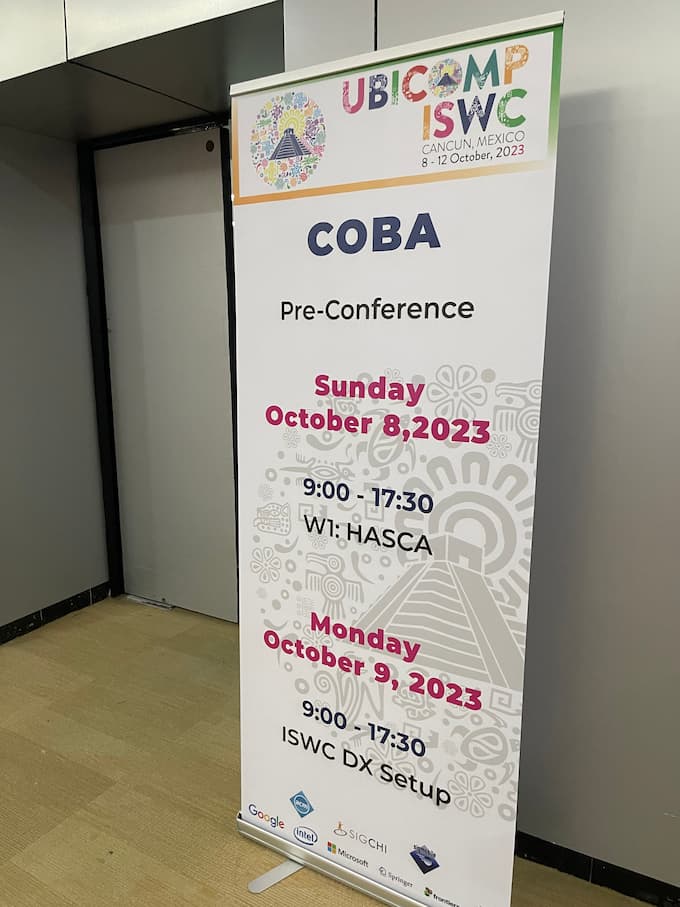 UBICOMP
ISWC
CANCUN, MEXICO
8 - 12 October, 2023
COBA
Pre-Conference
Sunday
October 8,2023
9:00 - 17:30
W1: HASCA
Monday
October 9, 2023
9:00 - 17:30
ISWC DX Setup
acm
Google
intel
SIGCHI
Microsoft
Springer
frontiers